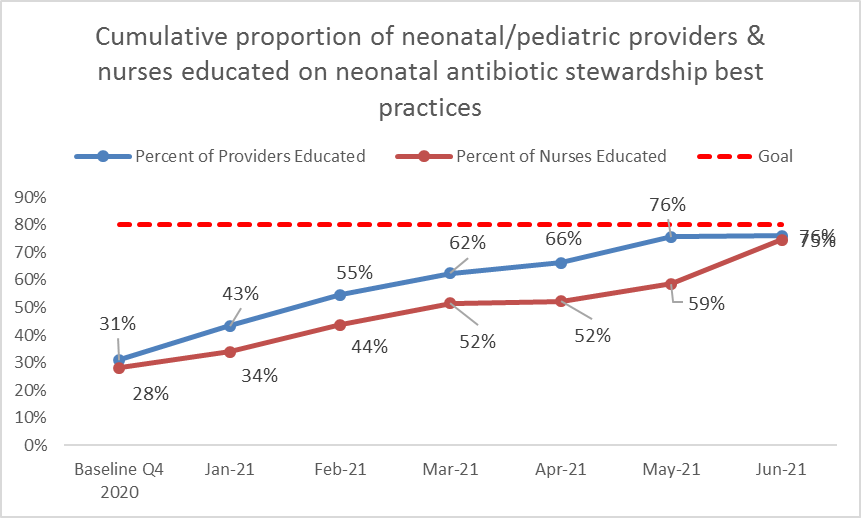 Cumulative proportion of neonatal/pediatric providers &
nurses educated on neonatal antibiotic stewardship best
practices
Percent of Providers Educated
Percent of Nurses Educated
Goal
90%
80%
70%
60%
50%
40%
30%
20%
10%
0%
31%
43%
55%
62%
66%
76%
76%
28%
34%
44%
52%
52%
59%
75%
Baseline Q4
2020
Jan-21
Feb-21
Mar-21
Apr-21
May-21
Jun-21